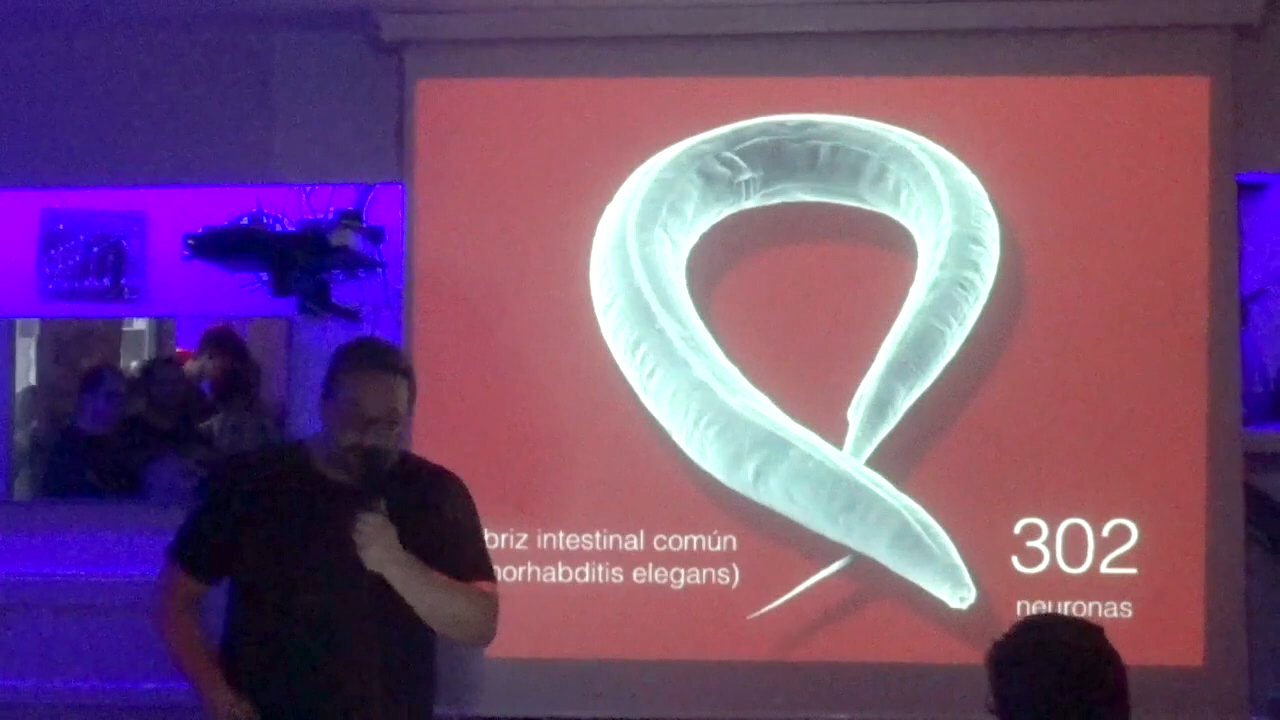 briz intestinal común
norhabditis elegans)
302
neuronas